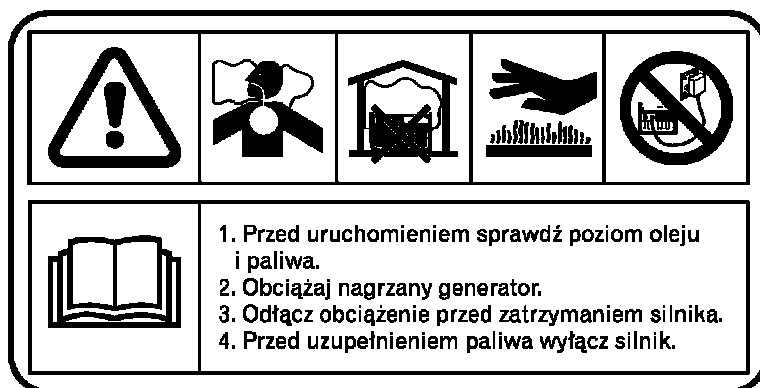 1. Przed uruchomieniem sprawdź poziom oleju
i paliwa.
2. Obciążaj nagrzany generator.
3. Odłącz obciążenie przed zatrzymaniem silnika.
4. Przed uzupełnieniem paliwa wyłącz silnik.